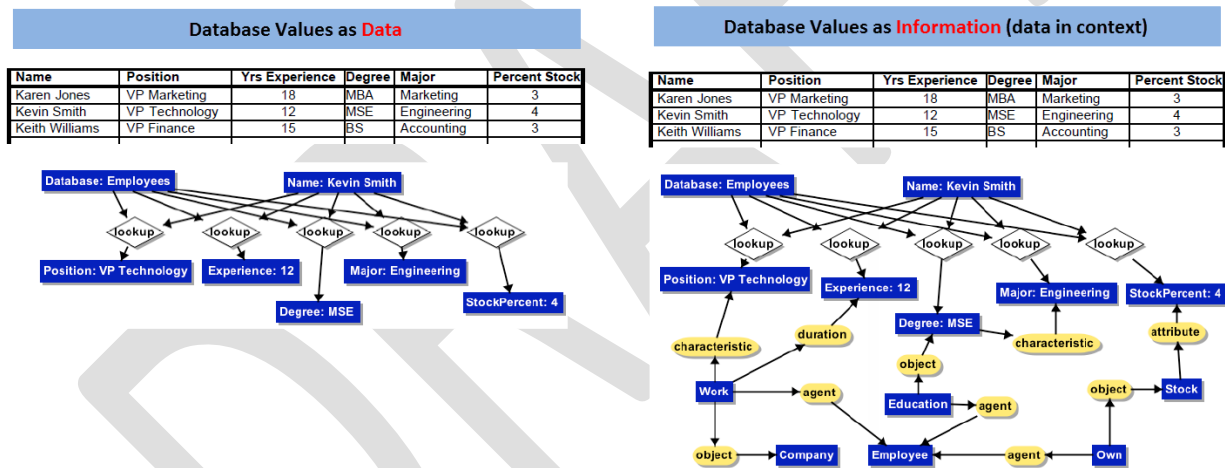 Database Values as Data
Name Position Yrs Experience Degree Major Percent Stock
Karen Jones VP Marketing 18 MBA Marketing 3
Kevin Smith VP Technology 12 MSE Engineering 4
Keith Williams VP Finance 15 BS Accounting 3
Database: Employees Name: Kevin Smith
lookup lookup lookup lookup lookup
Position: VP Technology Experience: 12 Major: Engineering
StockPercent: 4
Degree: MSE
Database Values as Information (data in context)
Name Position Yrs Experience Degree Major Percent Stock
Karen Jones VP Marketing 18 MBA Marketing 3
Kevin Smith VP Technology 12 MSE Engineering 4
Keith Williams VP Finance 15 BS Accounting 3
Database: Employees Name: Kevin Smith
lookup lookup lookup lookup lookup
Position: VP Technology Experience: 12 Major: Engineering StockPercent: 4
Degree: MSE
characteristic duration characteristic attribute
object
Work agent Education agent object Stock
object Company Employee agent Own